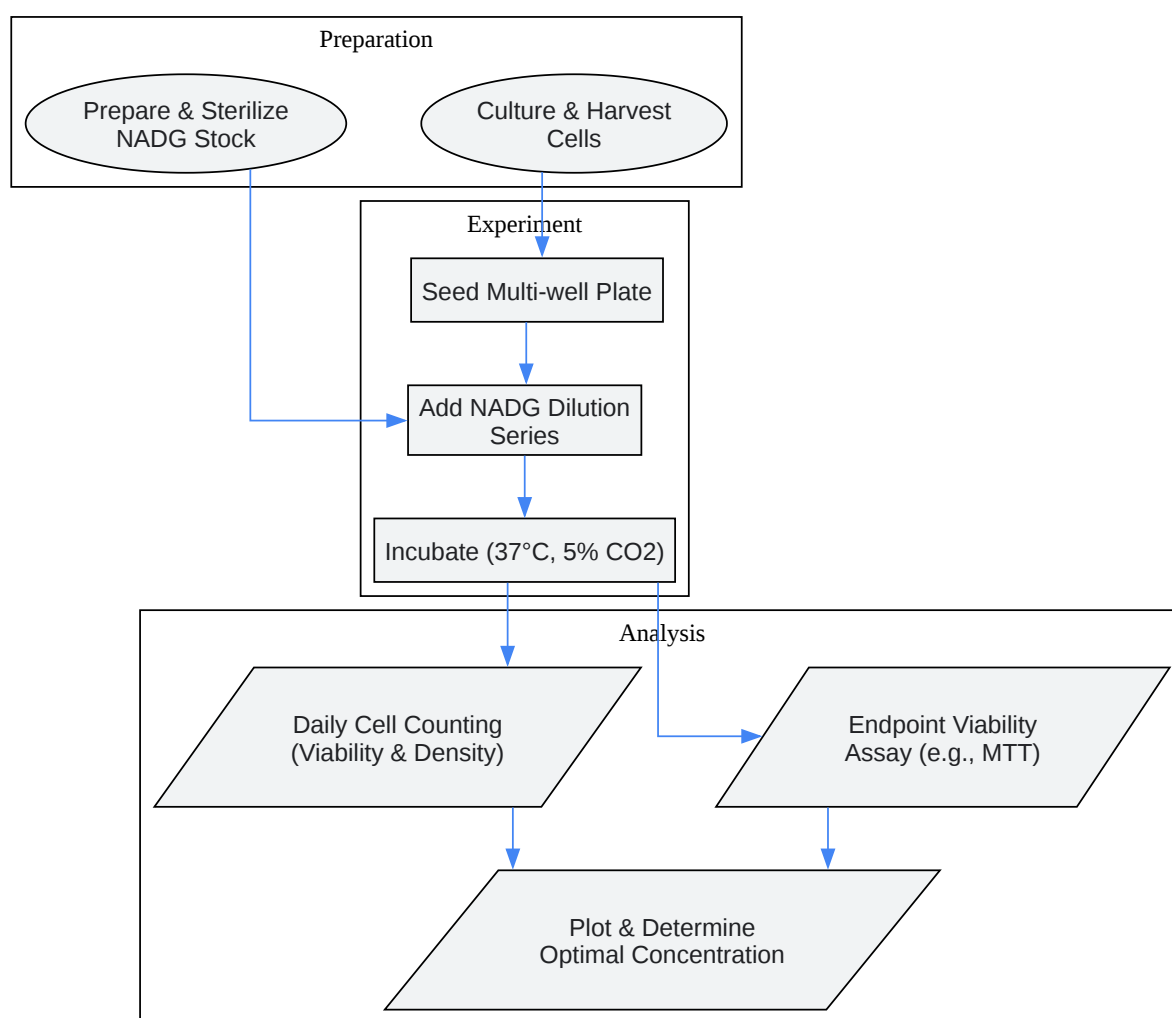 Preparation
Prepare & Sterilize
NADG Stock
Culture & Harvest
Cells
Experiment
Seed Multi-well Plate
Add NADG Dilution
Series
Incubate (37°C, 5% CO2)
Analysis
Daily Cell Counting
(Viability & Density)
Endpoint Viability
Assay (e.g., MTT)
Plot & Determine
Optimal Concentration